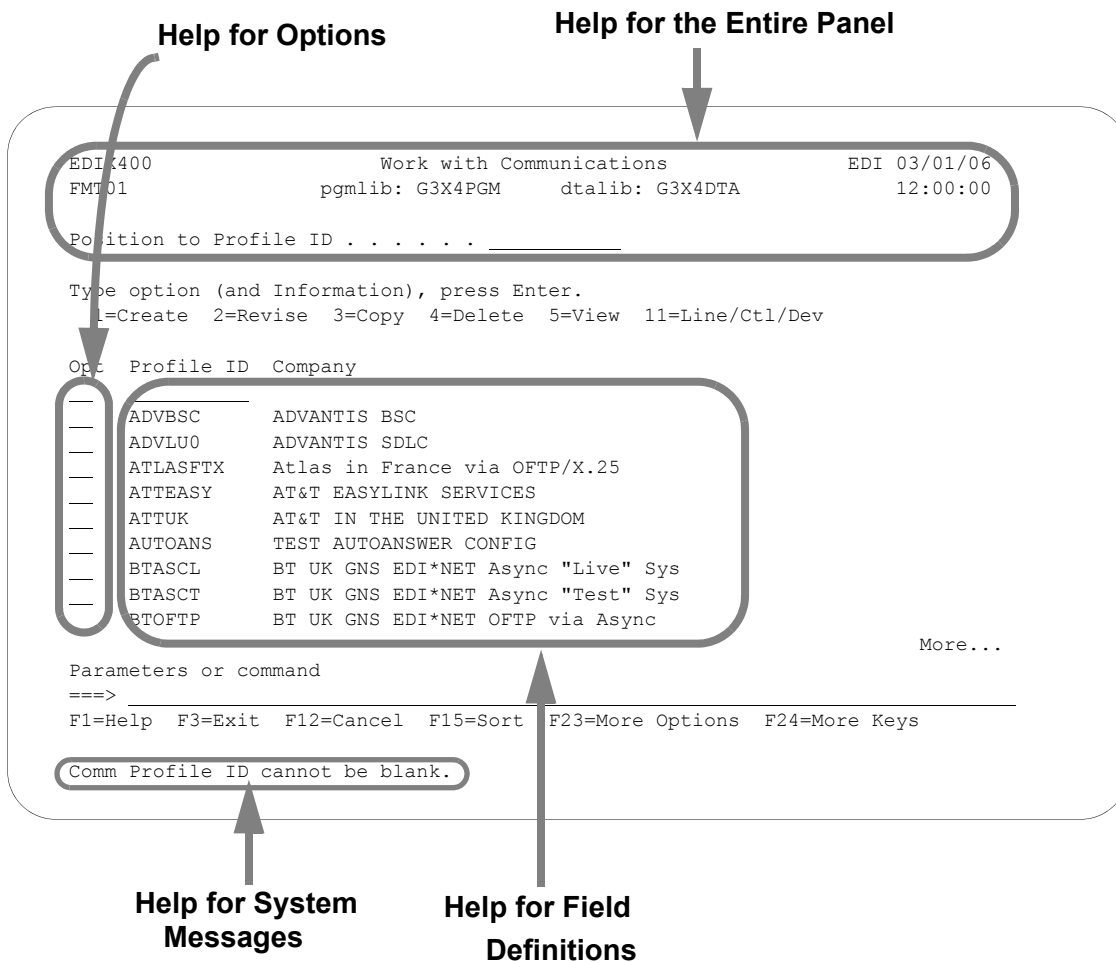 Help for Options
Help for the Entire Panel
EDIX400 Work with Communications EDI 03/01/06
FMT01 pgmlib: G3X4PGM dtalib: G3X4DTA 12:00:00
Position to Profile ID . . . . . . __________
Type option (and Information), press Enter.
1=Create 2=Revise 3=Copy 4=Delete 5=View 11=Line/Ctl/Dev
Opt Profile ID Company
ADVBSC ADVANTIS BSC
ADVLU0 ADVANTIS SDLC
ATLASFTX Atlas in France via OFTP/X.25
ATTEASY AT&T EASYLINK SERVICES
ATTUK AT&T IN THE UNITED KINGDOM
AUTOANS TEST AUTOANSWER CONFIG
BTASCL BT UK GNS EDI*NET Async "Live" Sys
BTASCT BT UK GNS EDI*NET Async "Test" Sys
BTOFTP BT UK GNS EDI*NET OFTP via Async
More...
Parameters or command
===>
F1=Help F3=Exit F12=Cancel F15=Sort F23=More Options F24=More Keys
Comm Profile ID cannot be blank.
Help for System
Messages
Help for Field
Definitions